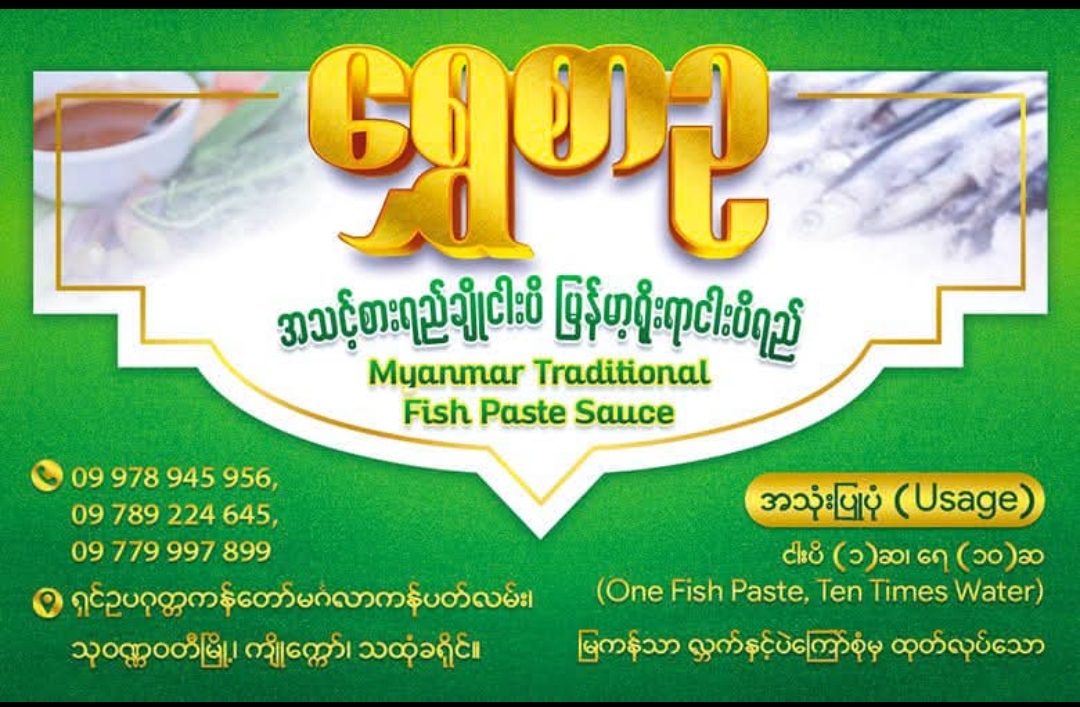 ရွှေစာဥ
အသင့်စားရည်ချိုငါးပိ မြန်မာ့ရိုးရာငါးပိရည်
Myanmar Traditional
Fish Paste Sauce
09 978 945 956,
09 789 224 645,
09 779 997 899
ရှင်ဥပဂုတ္တကန်တော်မင်္ဂလာကန်ပတ်လမ်း၊
သုဝဏ္ဏဝတီမြို့၊ ကျိုက္ကော်၊ သထုံခရိုင်။
အသုံးပြုပုံ (Usage)
ငါးပိ (၁)ဆ၊ ရေ (၁၀)ဆ
(One Fish Paste, Ten Times Water)
မြကန်သာ လ္ဘက်နှင့်ပဲကြော်စုံမှ ထုတ်လုပ်သော